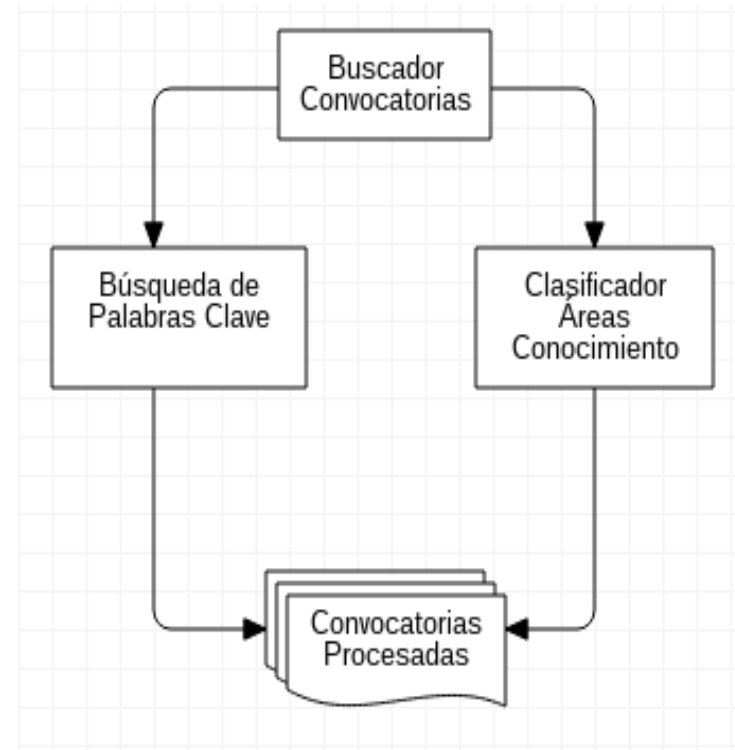 Buscador
Convocatorias
Búsqueda de
Palabras Clave
Clasificador
Áreas
Conocimiento
Convocatorias
Procesadas